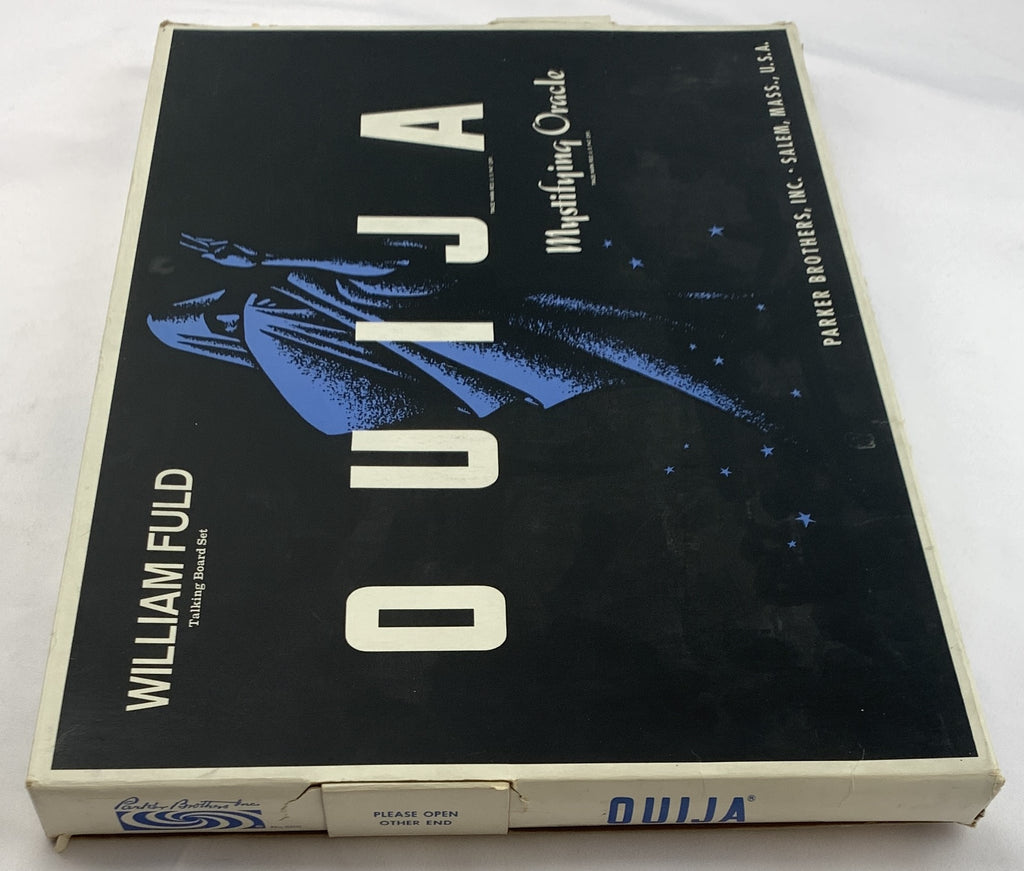 WILLIAM FULD
Talking Board Set
OUIJA
Mystifying Oracle
PARKER BROTHERS, INC. · SALEM, MASS., U.S.A.
Parker Brothers Inc.
PLEASE OPEN
OTHER END
OUIJA®